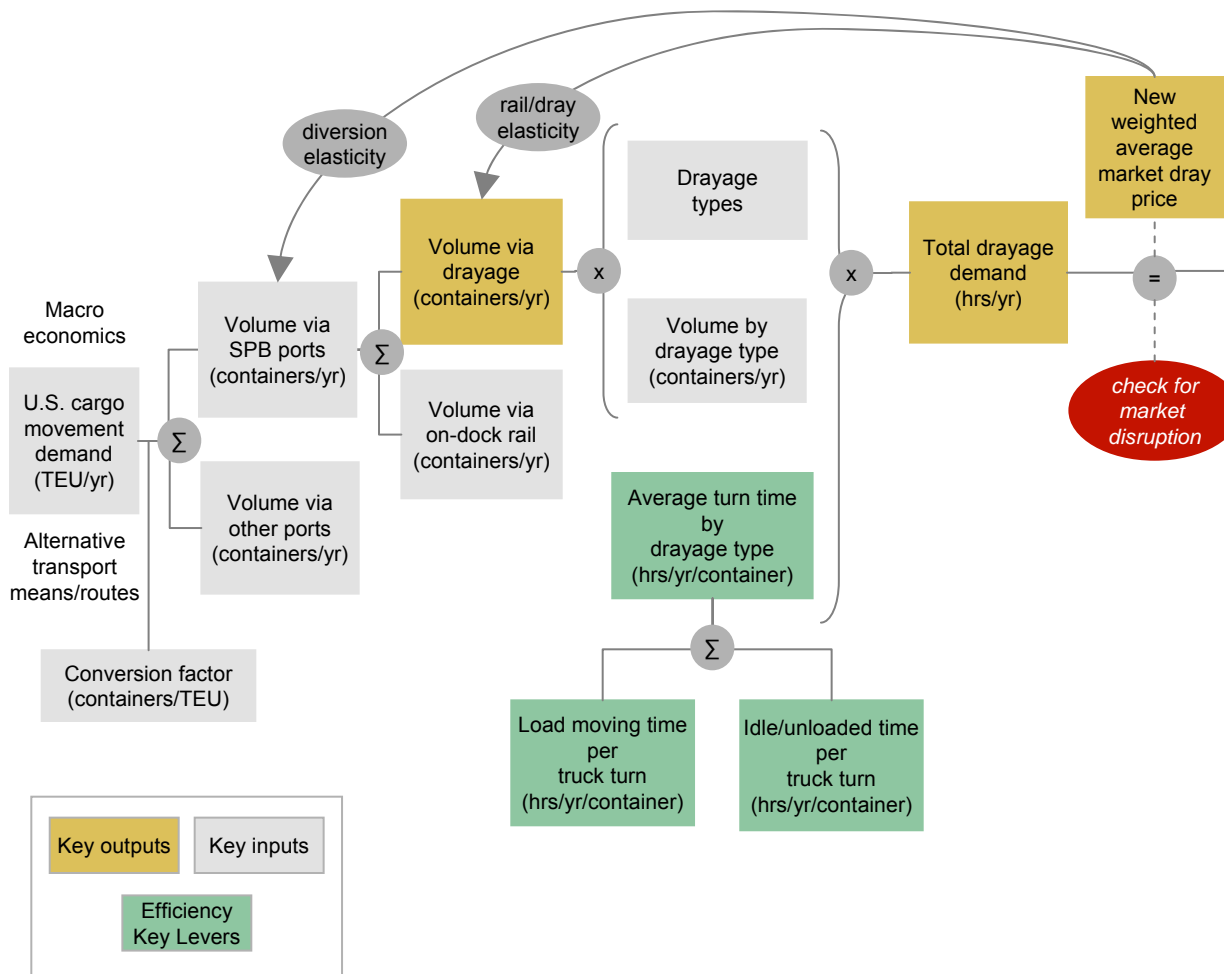 diversion
elasticity
rail/dray
elasticity
New
weighted
average
market dray
price
Drayage
types
Volume via
drayage
(containers/yr)
x
x
Total drayage
demand
(hrs/yr)
=
Macro
economics
Volume via
SPB ports
(containers/yr)
∑
Volume by
drayage type
(containers/yr)
check for
market
disruption
U.S. cargo
movement
demand
(TEU/yr)
∑
Volume via
on-dock rail
(containers/yr)
Volume via
other ports
(containers/yr)
Average turn time
by
drayage type
(hrs/yr/container)
Alternative
transport
means/routes
∑
Conversion factor
(containers/TEU)
Load moving time
per
truck turn
(hrs/yr/container)
Idle/unloaded time
per
truck turn
(hrs/yr/container)
Key outputs
Key inputs
Efficiency
Key Levers